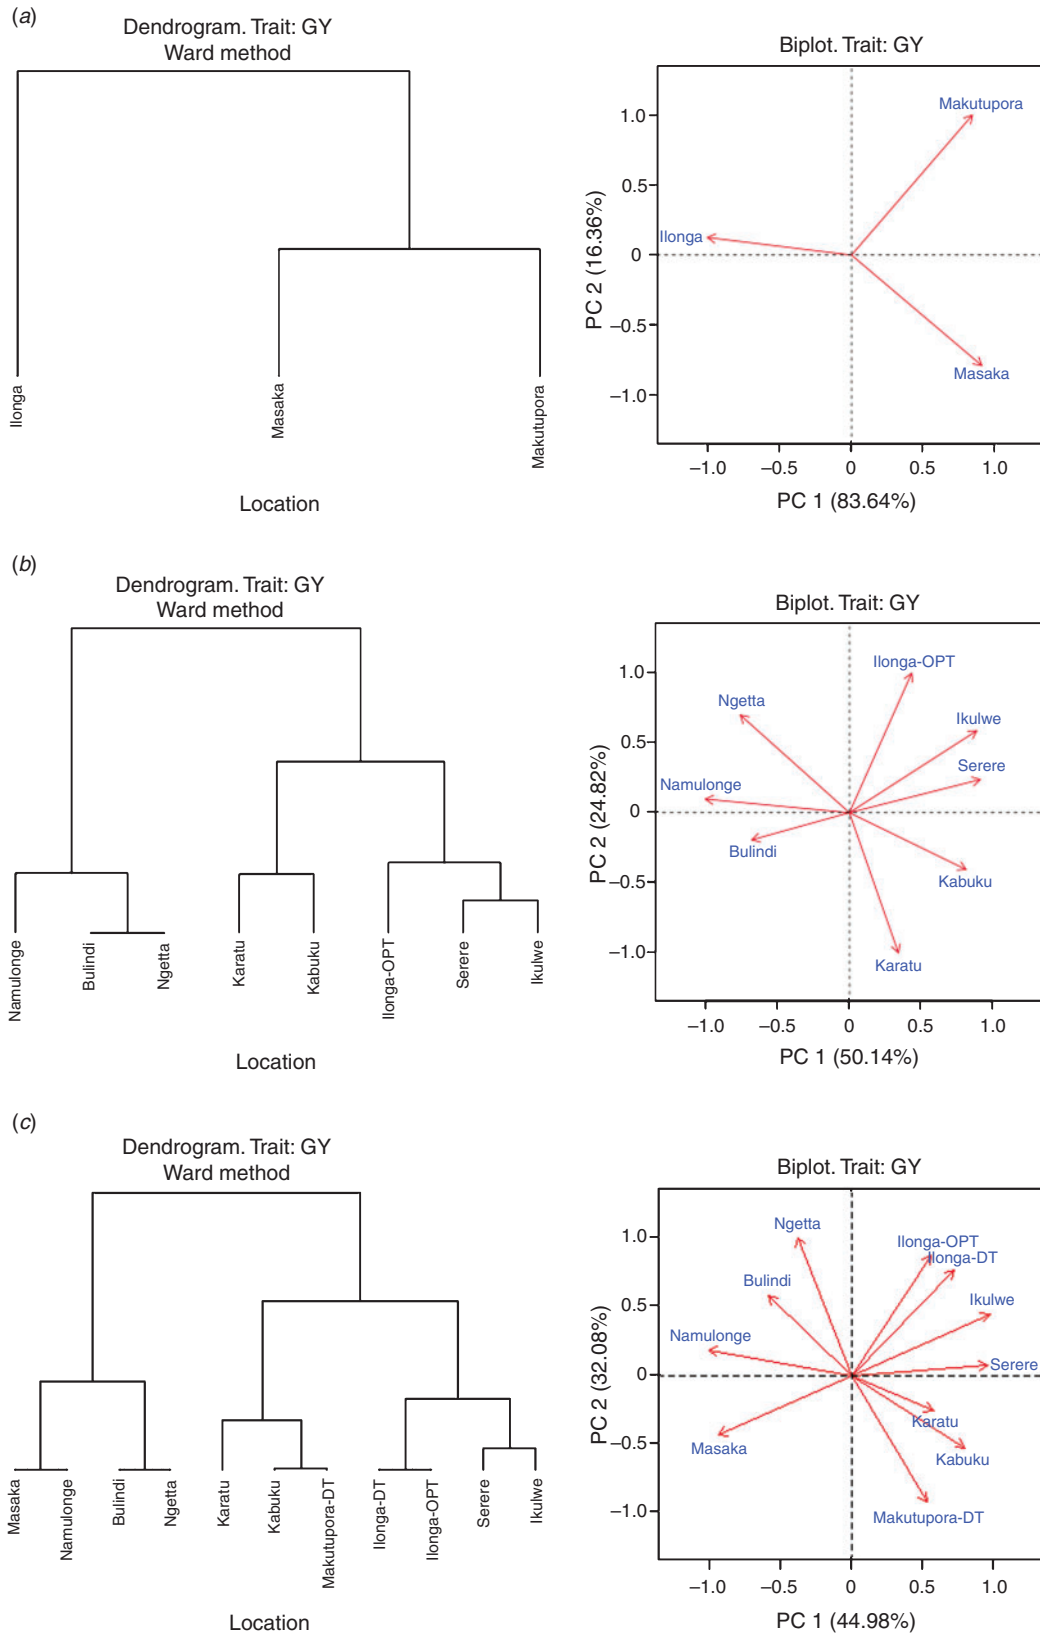 (a)
Dendrogram. Trait: GY
Ward method
Ilonga
Masaka
Makutupora
Location
Biplot. Trait: GY
PC 2 (16.36%)
1.0
0.5
0
–0.5
–1.0
Makutupora
Ilonga
Masaka
–1.0 –0.5 0 0.5 1.0
PC 1 (83.64%)
(b)
Dendrogram. Trait: GY
Ward method
Namulonge
Bulindi
Ngetta
Karatu
Kabuku
Ilonga-OPT
Serere
Ikulwe
Location
Biplot. Trait: GY
PC 2 (24.82%)
1.0
0.5
0
–0.5
–1.0
Ilonga-OPT
Ngetta
Ikulwe
Serere
Namulonge
Bulindi
Kabuku
Karatu
–1.0 –0.5 0 0.5 1.0
PC 1 (50.14%)
(c)
Dendrogram. Trait: GY
Ward method
Masaka
Namulonge
Bulindi
Ngetta
Karatu
Kabuku
Makutupora-DT
Ilonga-DT
Ilonga-OPT
Serere
Ikulwe
Location
Biplot. Trait: GY
PC 2 (32.08%)
1.0
0.5
0
–0.5
–1.0
Ngetta
Ilonga-OPT
Ilonga-DT
Bulindi
Ikulwe
Namulonge
Serere
Karatu
Masaka
Kabuku
Makutupora-DT
–1.0 –0.5 0 0.5 1.0
PC 1 (44.98%)